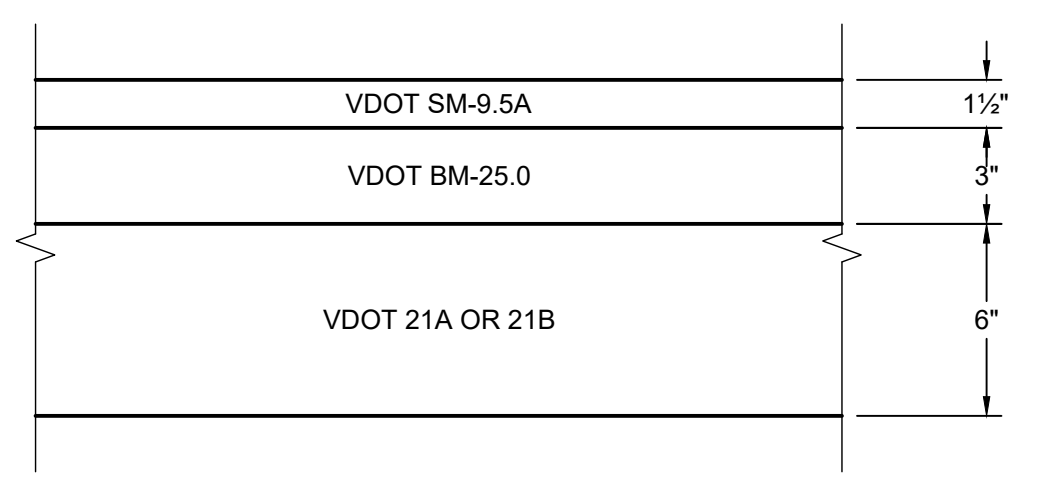 VDOT SM-9.5A 1½"
VDOT BM-25.0 3"
VDOT 21A OR 21B 6"